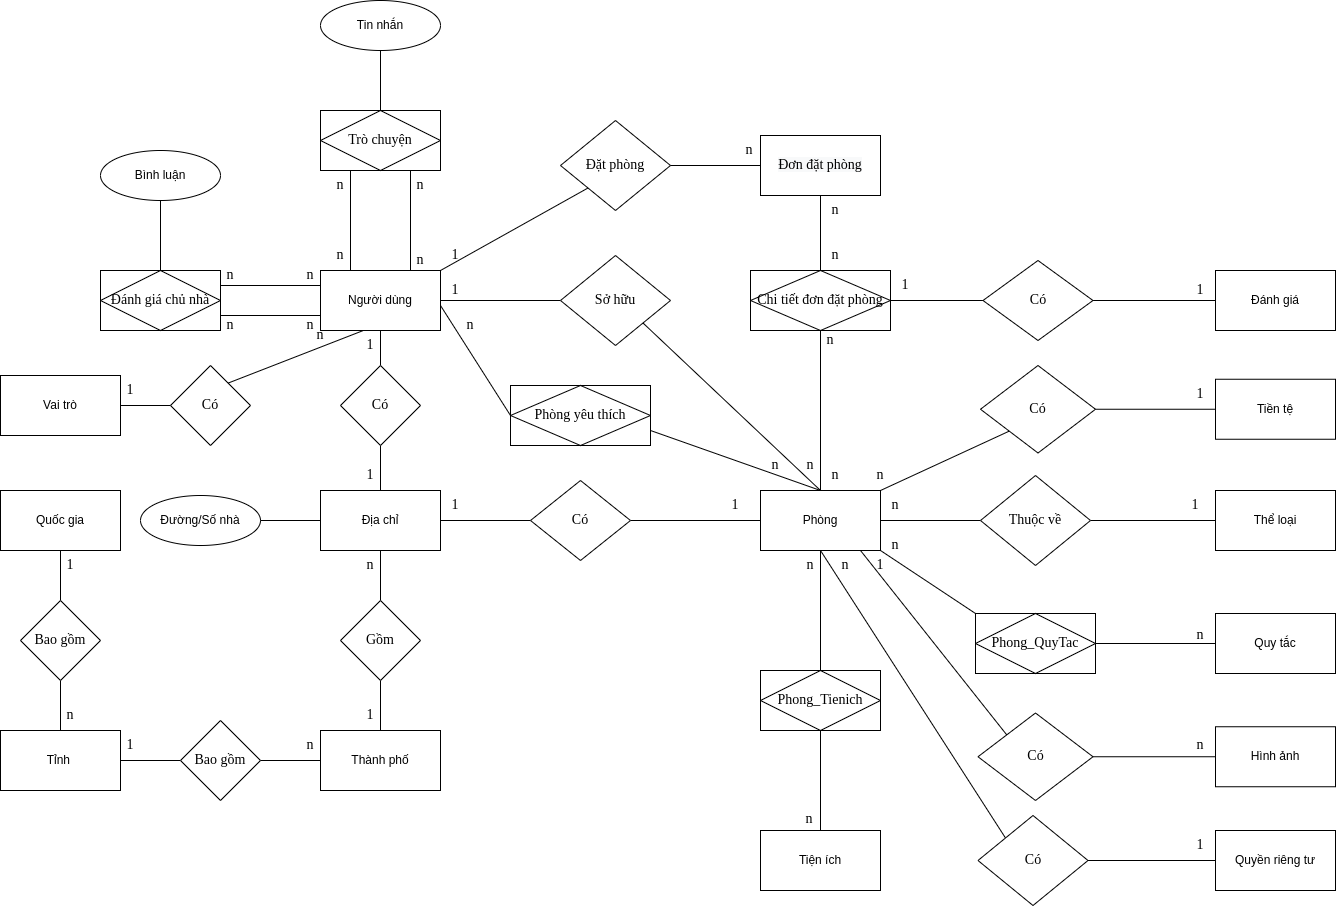 Tin nhắn
Trò chuyện
Đặt phòng
n
Đơn đặt phòng
Bình luận
n
n
n
n
n
1
n
n
n
Đánh giá chủ nhà
n
n
Người dùng
1
Sở hữu
Chi tiết đơn đặt phòng
1
Có
1
Đánh giá
n
n
n
n
1
n
Vai trò
1
Có
Có
Phòng yêu thích
Có
1
Tiền tệ
1
n
n
n
n
Quốc gia
Đường/Số nhà
Địa chỉ
1
Có
1
Phòng
n
Thuộc về
1
Thể loại
1
n
n
n
1
n
Bao gồm
Gồm
Phong_QuyTac
n
Quy tắc
n
1
Phong_Tienich
Tỉnh
1
Bao gồm
n
Thành phố
Có
n
Hình ảnh
n
Tiện ích
Có
1
Quyền riêng tư